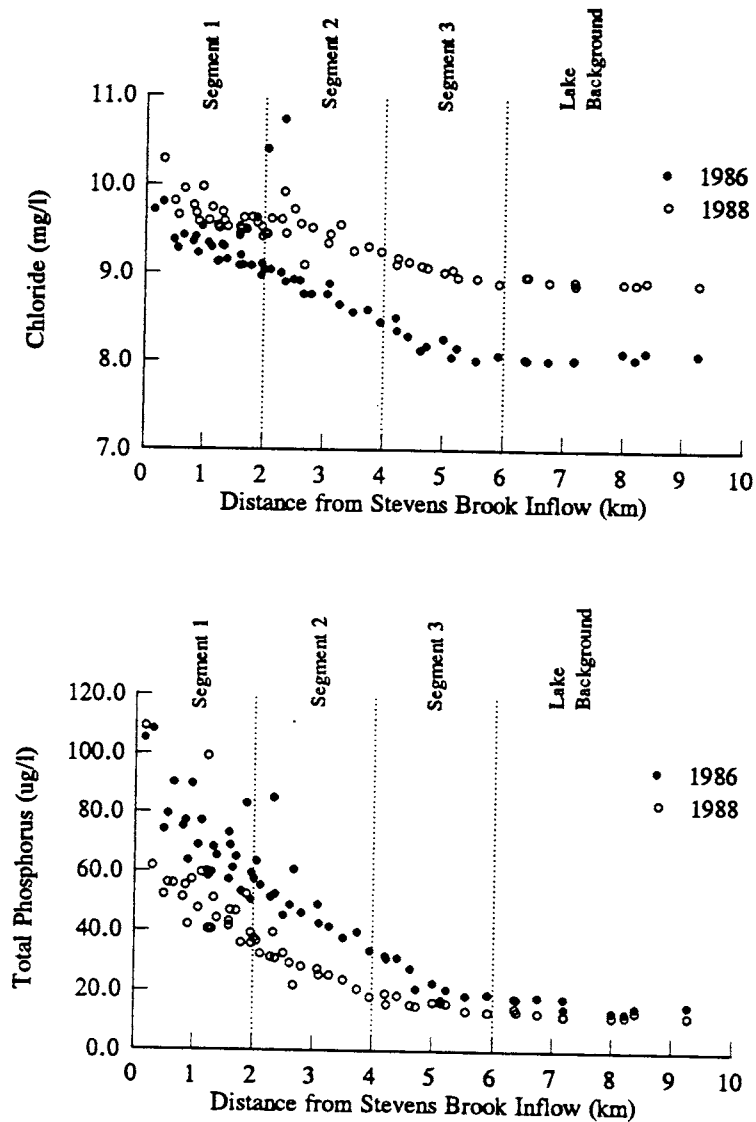 Segment 1
Segment 2
Segment 3
Lake
Background
11.0
10.0
9.0
8.0
7.0
Chloride (mg/l)
1986
1988
0 1 2 3 4 5 6 7 8 9 10
Distance from Stevens Brook Inflow (km)
Segment 1
Segment 2
Segment 3
Lake
Background
120.0
100.0
80.0
60.0
40.0
20.0
0.0
Total Phosphorus (ug/l)
1986
1988
0 1 2 3 4 5 6 7 8 9 10
Distance from Stevens Brook Inflow (km)